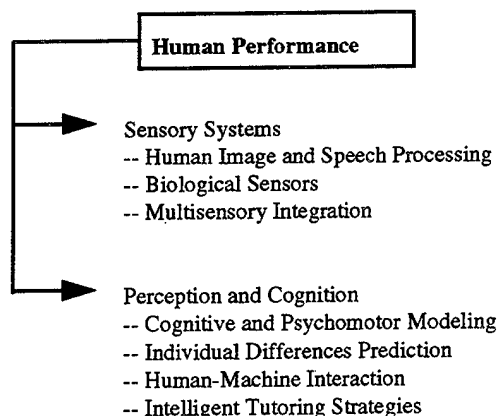 Human Performance
Sensory Systems
-- Human Image and Speech Processing
-- Biological Sensors
-- Multisensory Integration
Perception and Cognition
-- Cognitive and Psychomotor Modeling
-- Individual Differences Prediction
-- Human-Machine Interaction
-- Intelligent Tutoring Strategies